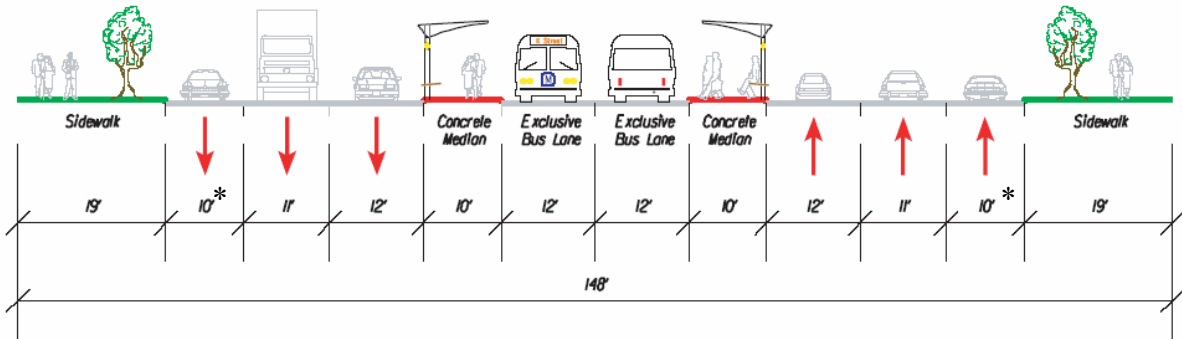 K Street
M
Sidewalk
Concrete
Median
Exclusive
Bus Lane
Exclusive
Bus Lane
Concrete
Median
Sidewalk
19' 10'* 11' 12' 10' 12' 12' 10' 12' 11' 10' * 19'
148'